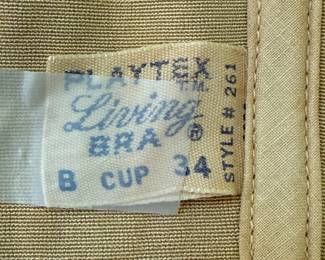 PLAYTEX
T.M.
Living
BRA ®
B CUP 34
STYLE # 261